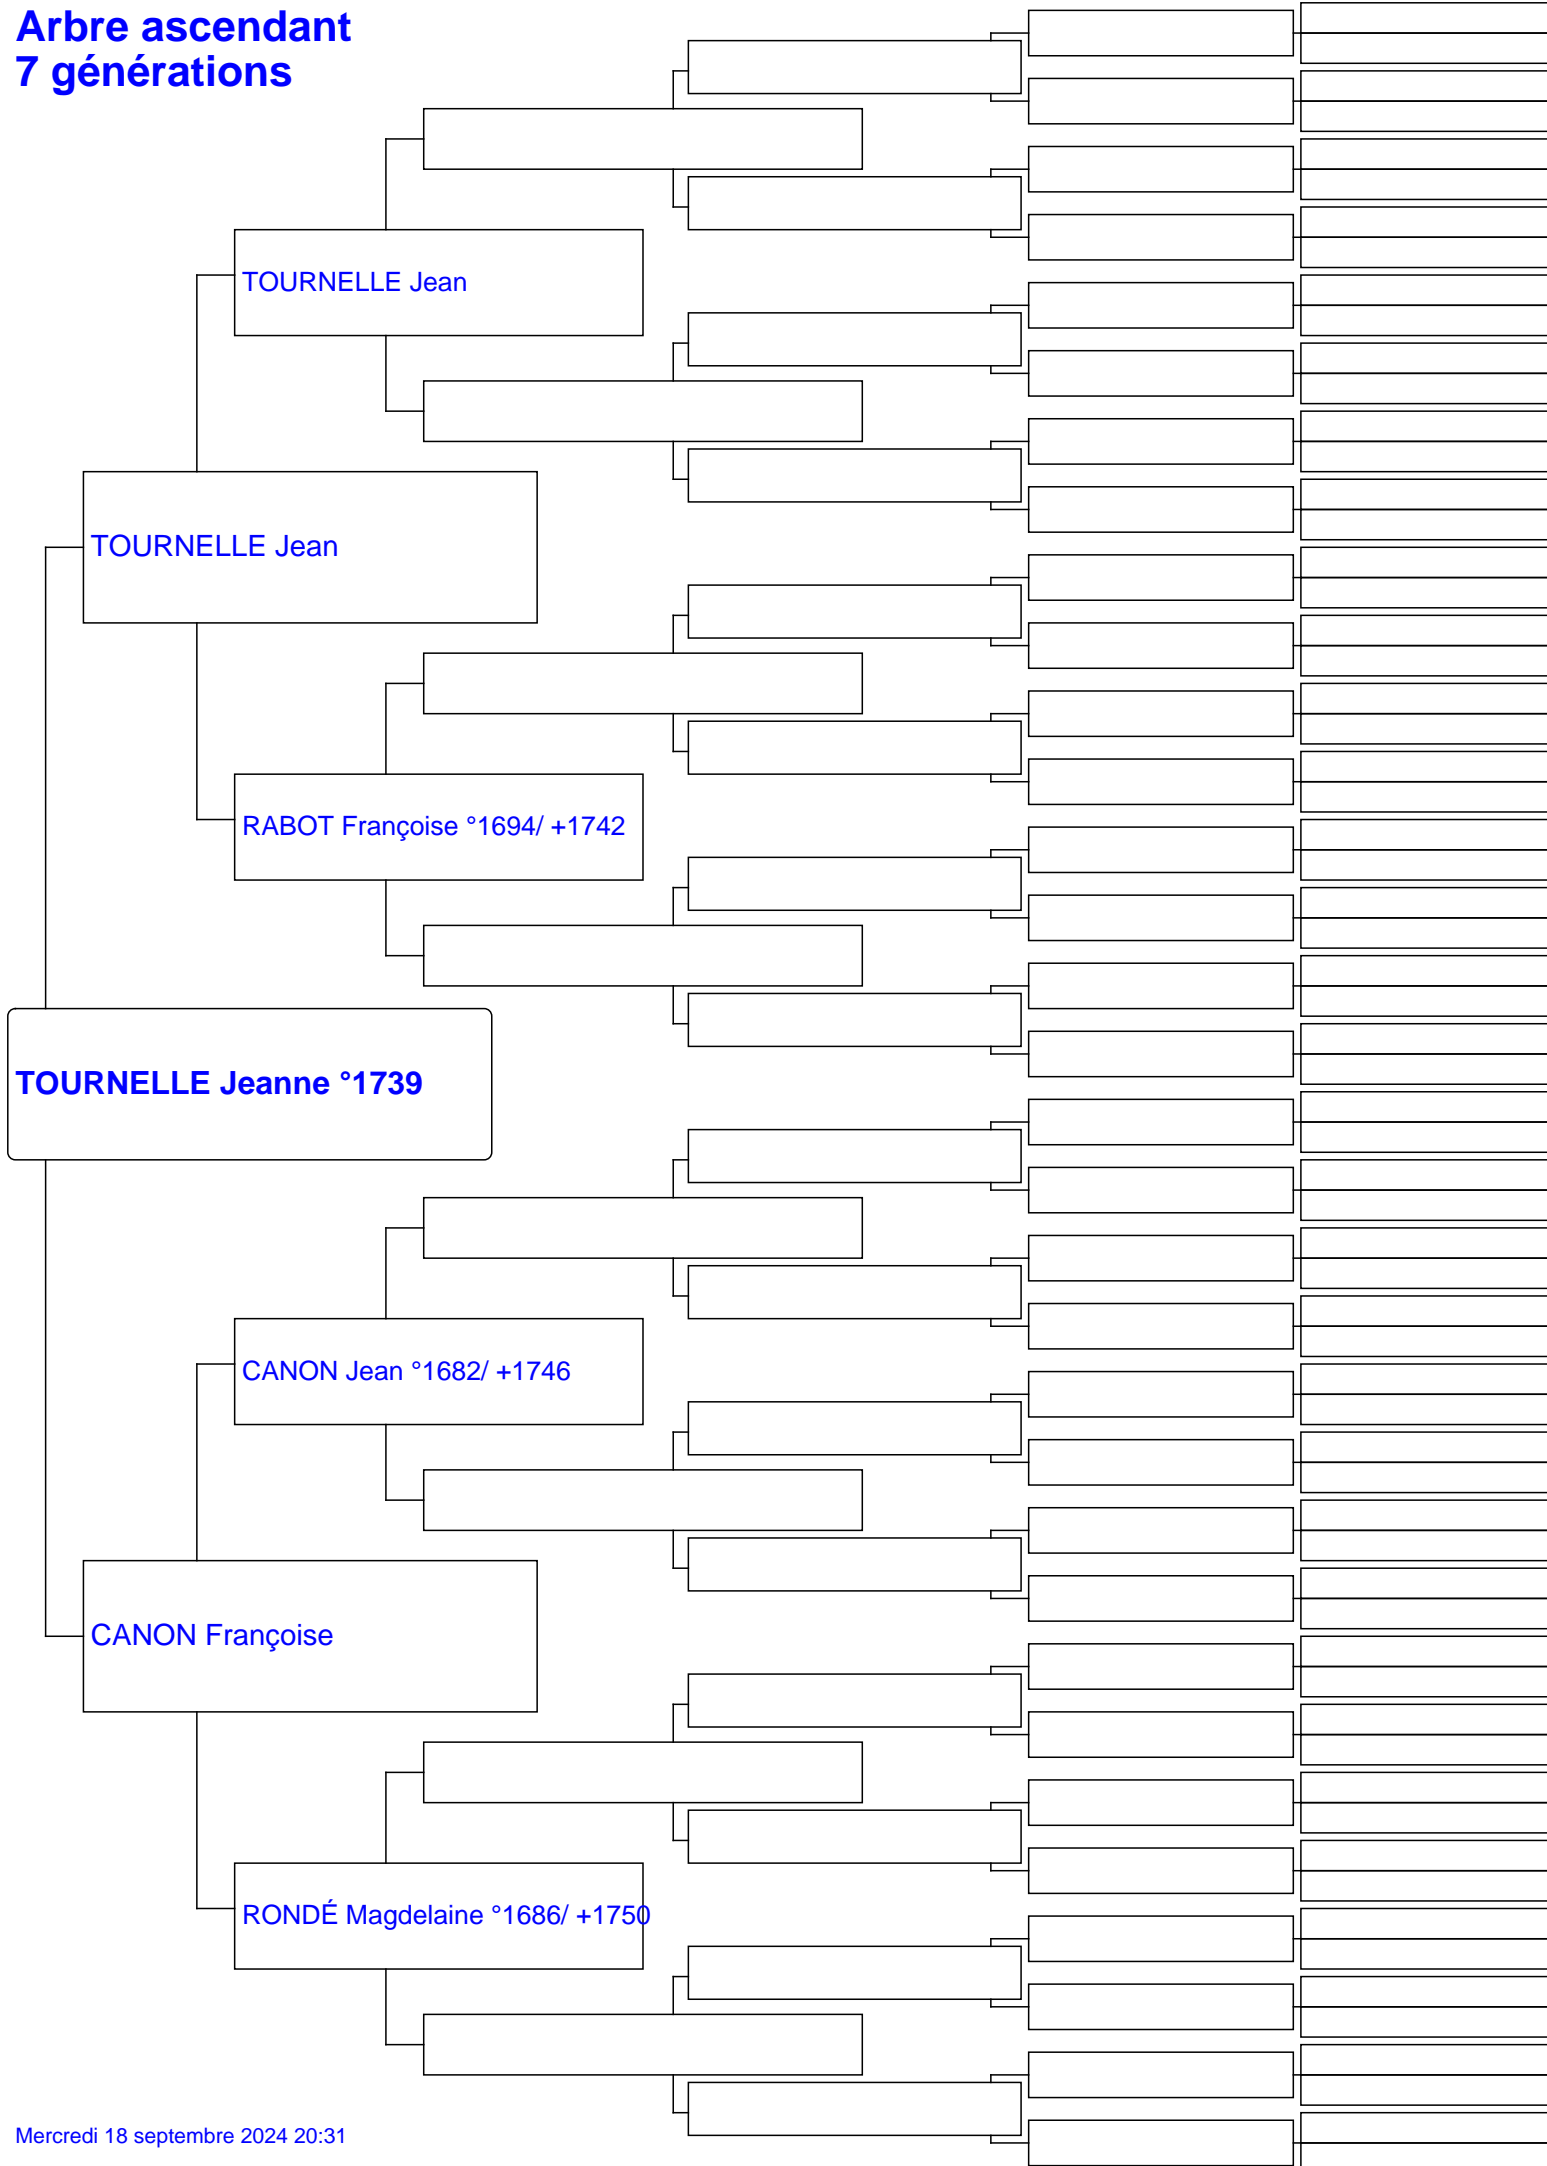 Arbre ascendant
7 générations
TOURNELLE Jean
TOURNELLE Jean
RABOT Françoise °1694/ +1742
TOURNELLE Jeanne °1739
CANON Jean °1682/ +1746
CANON Françoise
RONDÉ Magdelaine °1686/ +1750
Mercredi 18 septembre 2024 20:31